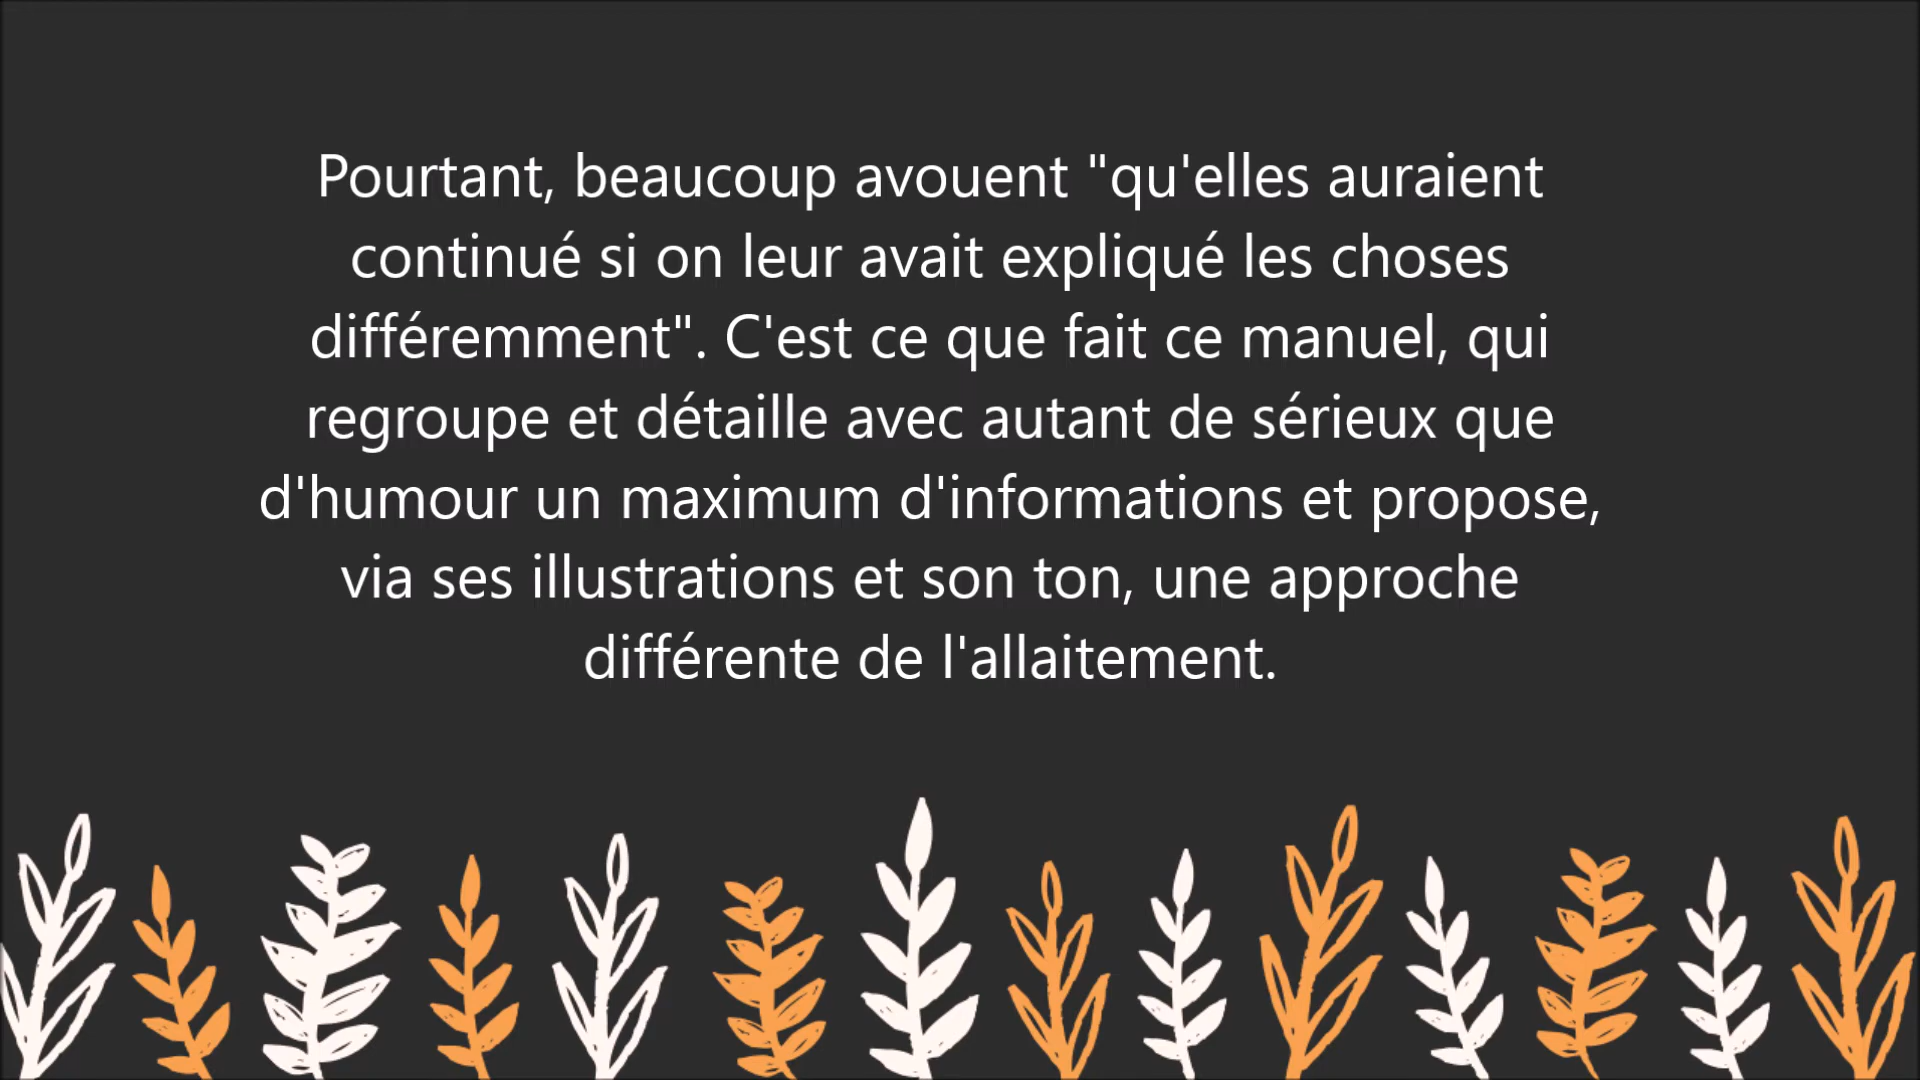 Pourtant, beaucoup avouent "qu'elles auraient
continué si on leur avait expliqué les choses
différemment". C'est ce que fait ce manuel, qui
regroupe et détaille avec autant de sérieux que
d'humour un maximum d'informations et propose,
via ses illustrations et son ton, une approche
différente de l'allaitement.